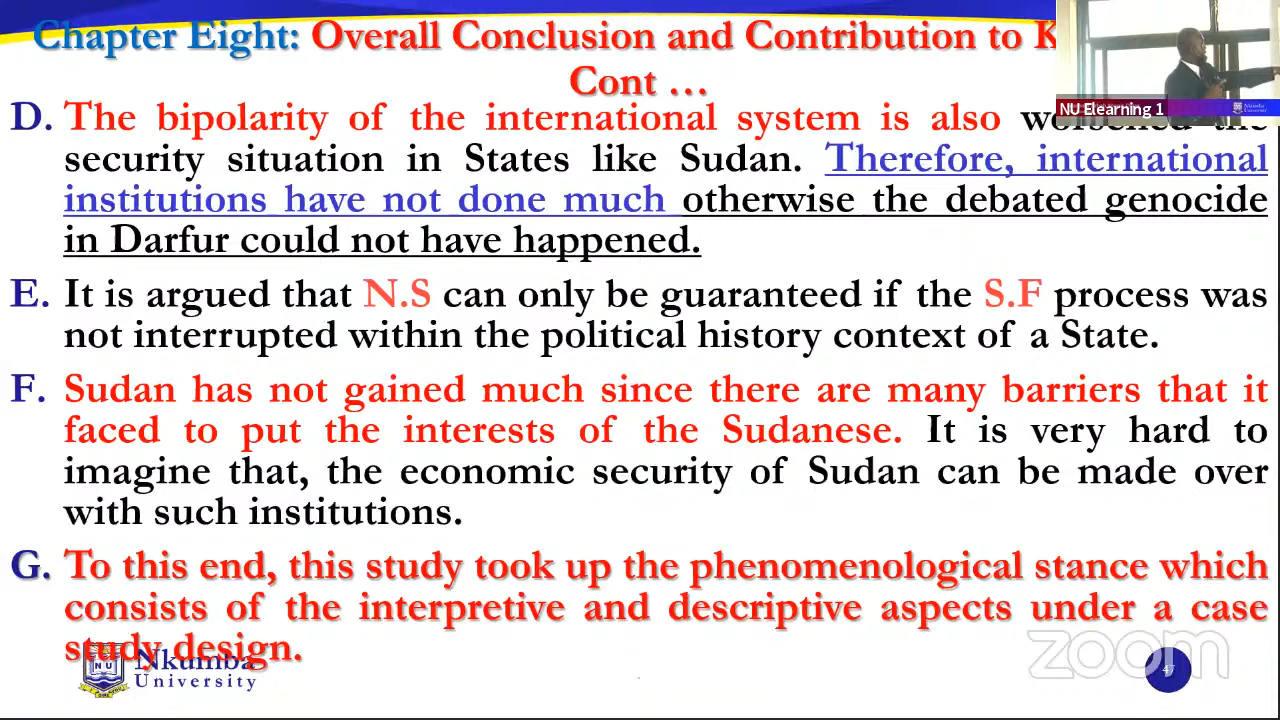 Chapter Eight: Overall Conclusion and Contribution to
Cont ...
NU Elearning 1
D. The bipolarity of the international system is also worsened the
security situation in States like Sudan. Therefore, international
institutions have not done much otherwise the debated genocide
in Darfur could not have happened.
E. It is argued that N.S can only be guaranteed if the S.F process was
not interrupted within the political history context of a State.
F. Sudan has not gained much since there are many barriers that it
faced to put the interests of the Sudanese. It is very hard to
imagine that, the economic security of Sudan can be made over
with such institutions.
G. To this end, this study took up the phenomenological stance which
consists of the interpretive and descriptive aspects under a case
study design.
NU
Nkumba
University
zoom
47